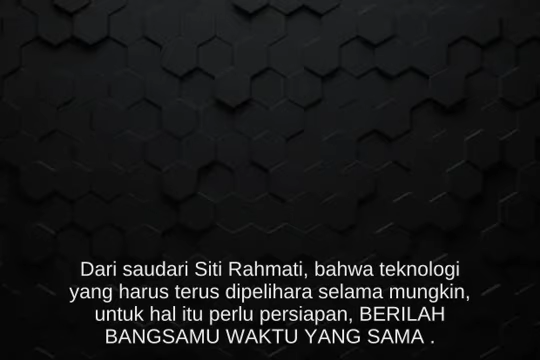 Dari saudari Siti Rahmati, bahwa teknologi
yang harus terus dipelihara selama mungkin,
untuk hal itu perlu persiapan, BERILAH
BANGSAMU WAKTU YANG SAMA .